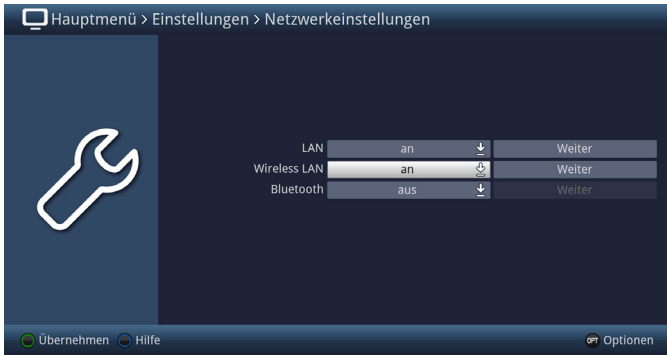 Hauptmenü > Einstellungen > Netzwerkeinstellungen
LAN an Weiter
Wireless LAN an Weiter
Bluetooth aus Weiter
Übernehmen Hilfe OPT Optionen